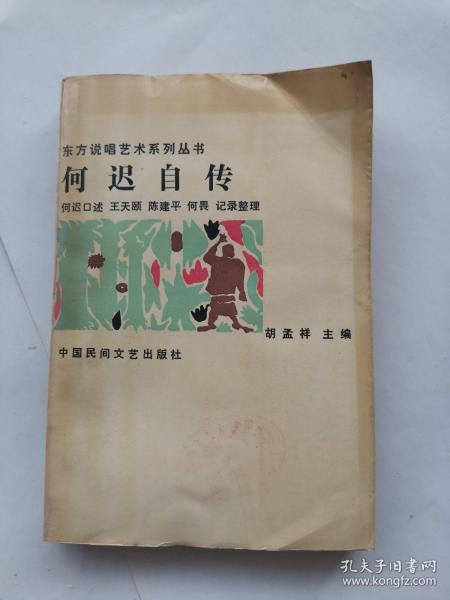 东方说唱艺术系列丛书
何迟自传
何迟口述 王天颐 陈建平 何畏 记录整理
胡孟祥 主编
中国民间文艺出版社
孔夫子旧书网
www.kongfz.com